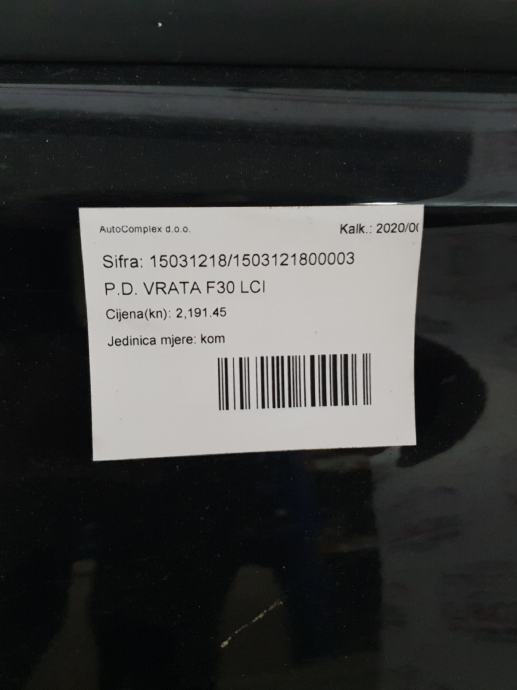 AutoComplex d.o.o. Kalk.: 2020/0
Sifra: 15031218/1503121800003
P.D. VRATA F30 LCI
Cijena(kn): 2,191.45
Jedinica mjere: kom